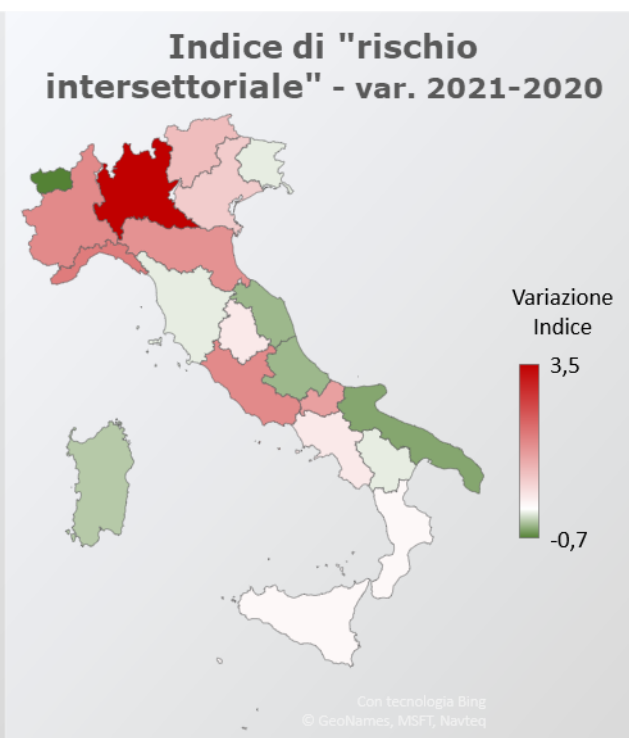 Indice di "rischio
intersettoriale" - var. 2021-2020
Variazione
Indice
3,5
-0,7
Con tecnologia Bing
© GeoNames, MSFT, Navteq